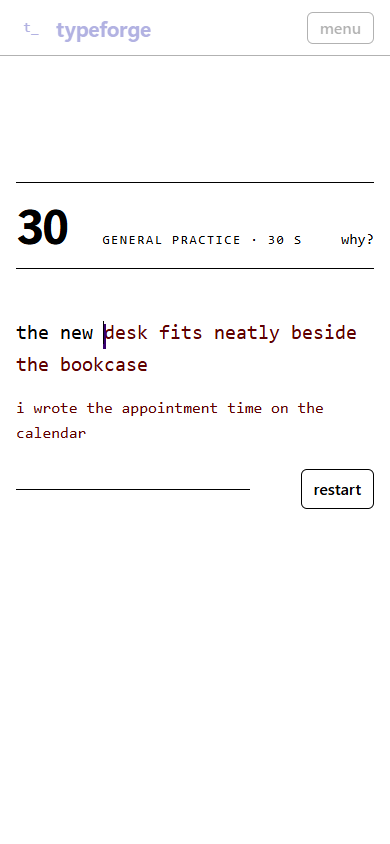 t_ typeforge menu
30 GENERAL PRACTICE · 30 S why?
the new desk fits neatly beside
the bookcase
i wrote the appointment time on the
calendar
restart